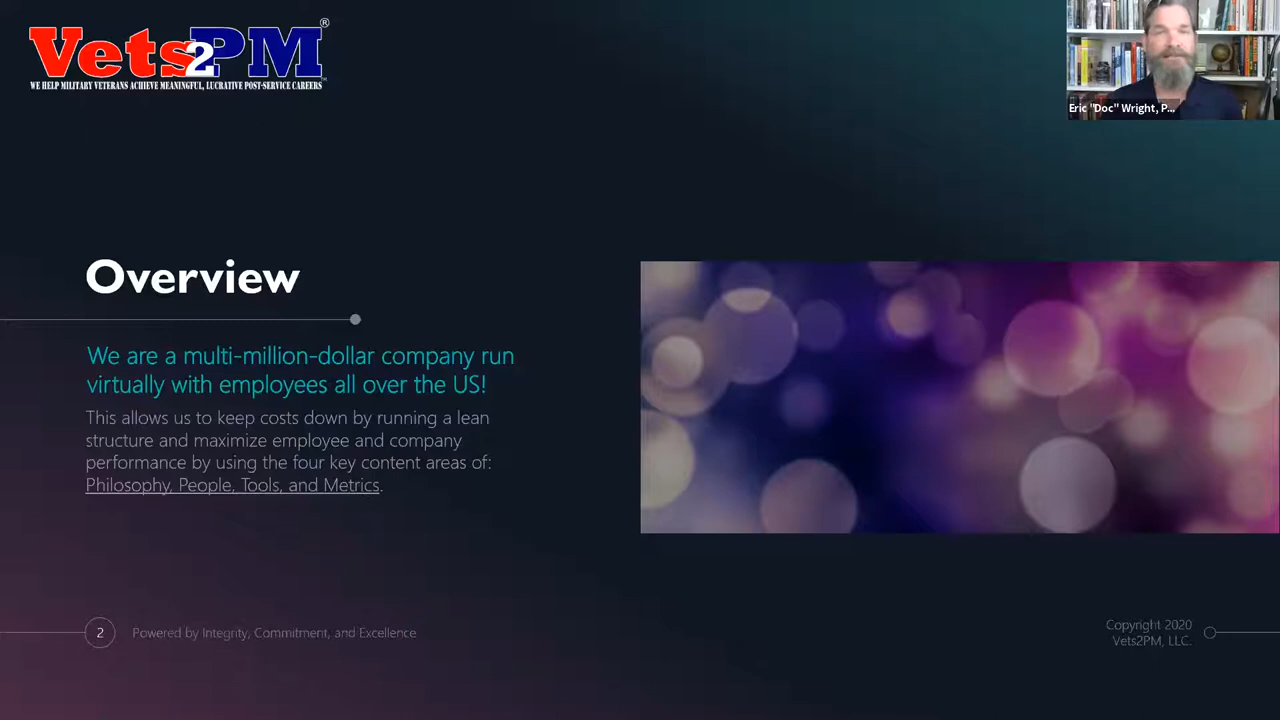 Vets2PM®
WE HELP MILITARY VETERANS ACHIEVE MEANINGFUL, LUCRATIVE POST-SERVICE CAREERS
Eric "Doc" Wright, P...
Overview
We are a multi-million-dollar company run
virtually with employees all over the US!
This allows us to keep costs down by running a lean
structure and maximize employee and company
performance by using the four key content areas of:
Philosophy, People, Tools, and Metrics.
2
Powered by Integrity, Commitment, and Excellence
Copyright 2020
Vets2PM, LLC.